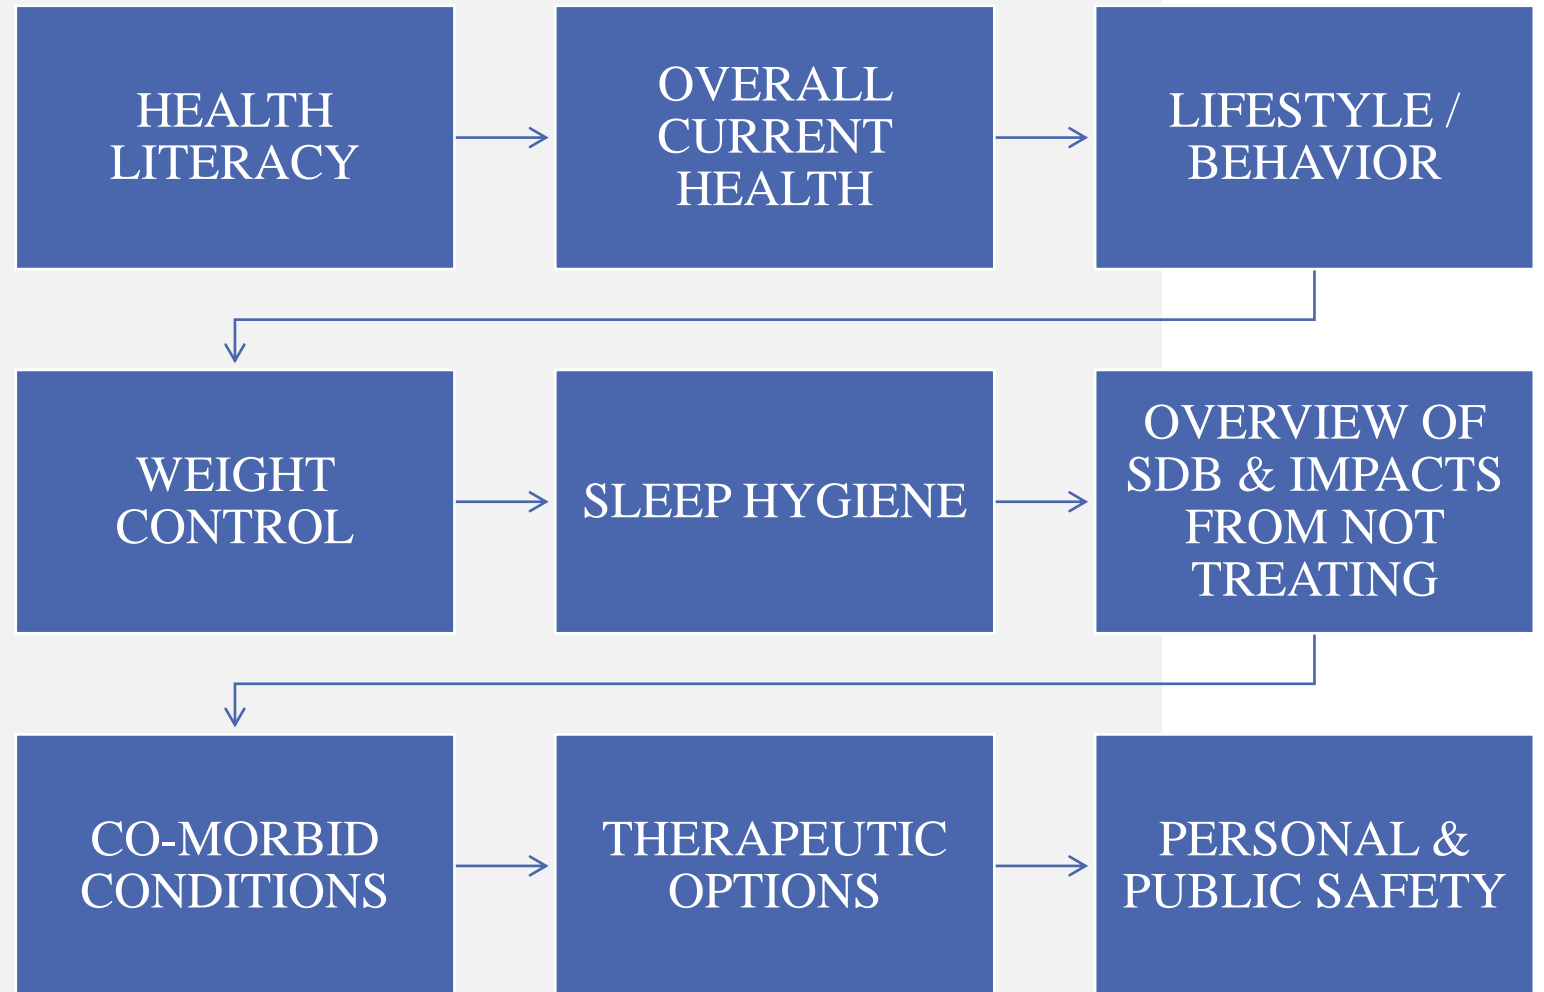 HEALTH
LITERACY
OVERALL
CURRENT
HEALTH
LIFESTYLE /
BEHAVIOR
WEIGHT
CONTROL
SLEEP HYGIENE
OVERVIEW OF
SDB & IMPACTS
FROM NOT
TREATING
CO-MORBID
CONDITIONS
THERAPEUTIC
OPTIONS
PERSONAL &
PUBLIC SAFETY